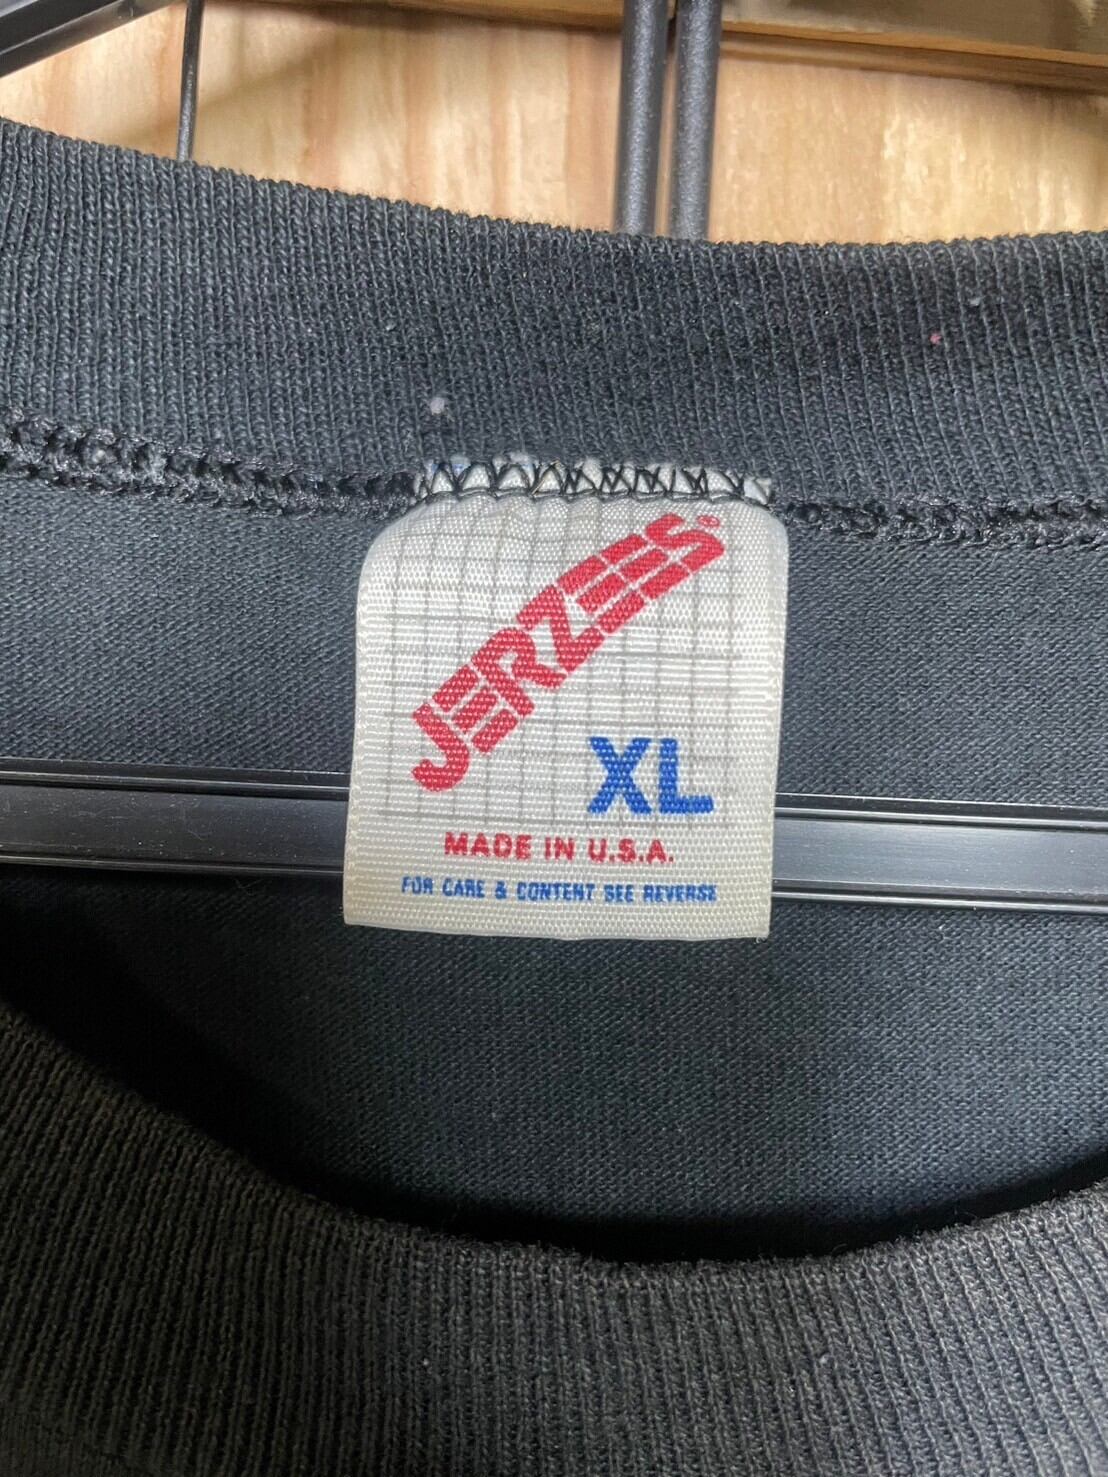 JERZEES®
XL
MADE IN U.S.A.
FOR CARE & CONTENT SEE REVERSE